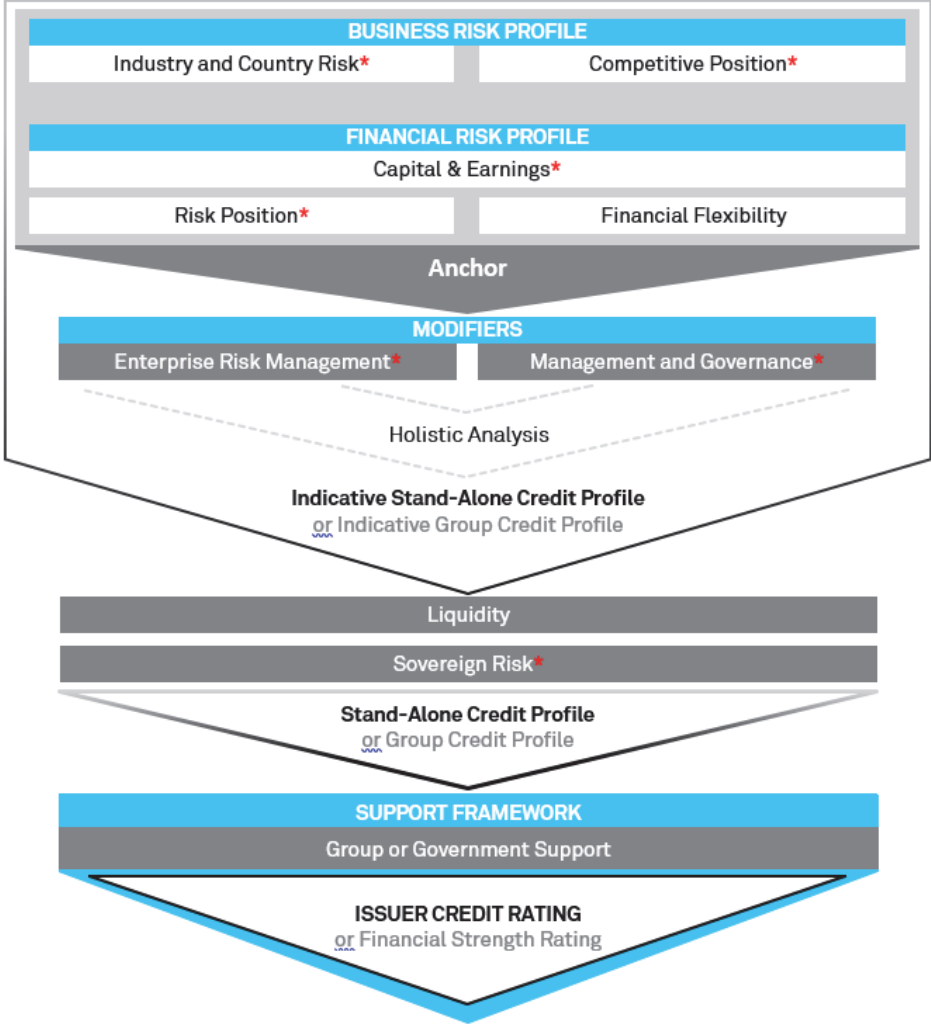 BUSINESS RISK PROFILE
Industry and Country Risk*
Competitive Position*
FINANCIAL RISK PROFILE
Capital & Earnings*
Risk Position*
Financial Flexibility
Anchor
MODIFIERS
Enterprise Risk Management*
Management and Governance*
Holistic Analysis
Indicative Stand-Alone Credit Profile
or Indicative Group Credit Profile
Liquidity
Sovereign Risk*
Stand-Alone Credit Profile
or Group Credit Profile
SUPPORT FRAMEWORK
Group or Government Support
ISSUER CREDIT RATING
or Financial Strength Rating